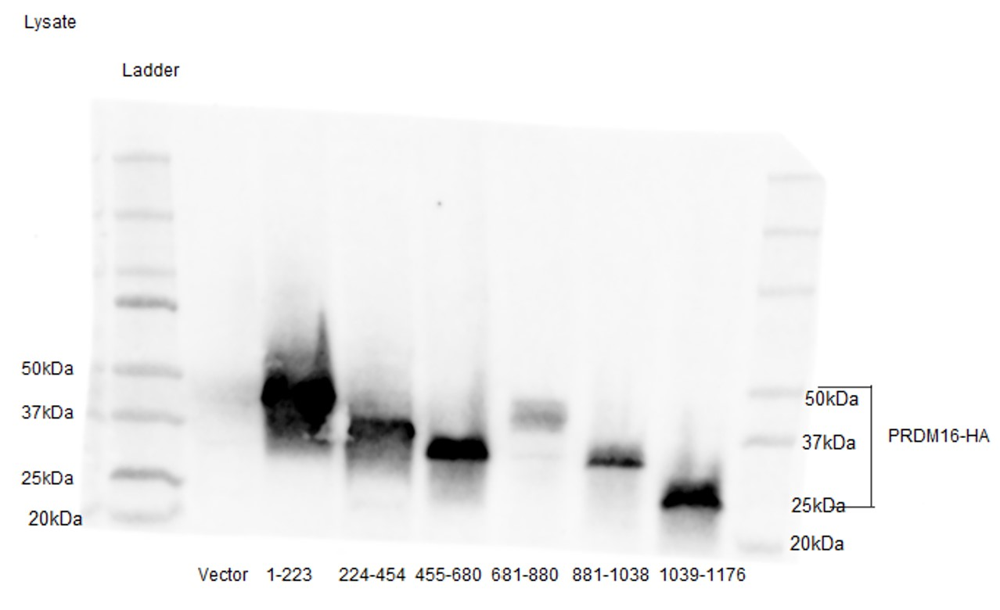 Lysate
Ladder
50kDa
37kDa
25kDa
20kDa
50kDa
37kDa
25kDa
20kDa
PRDM16-HA
Vector 1-223 224-454 455-680 681-880 881-1038 1039-1176